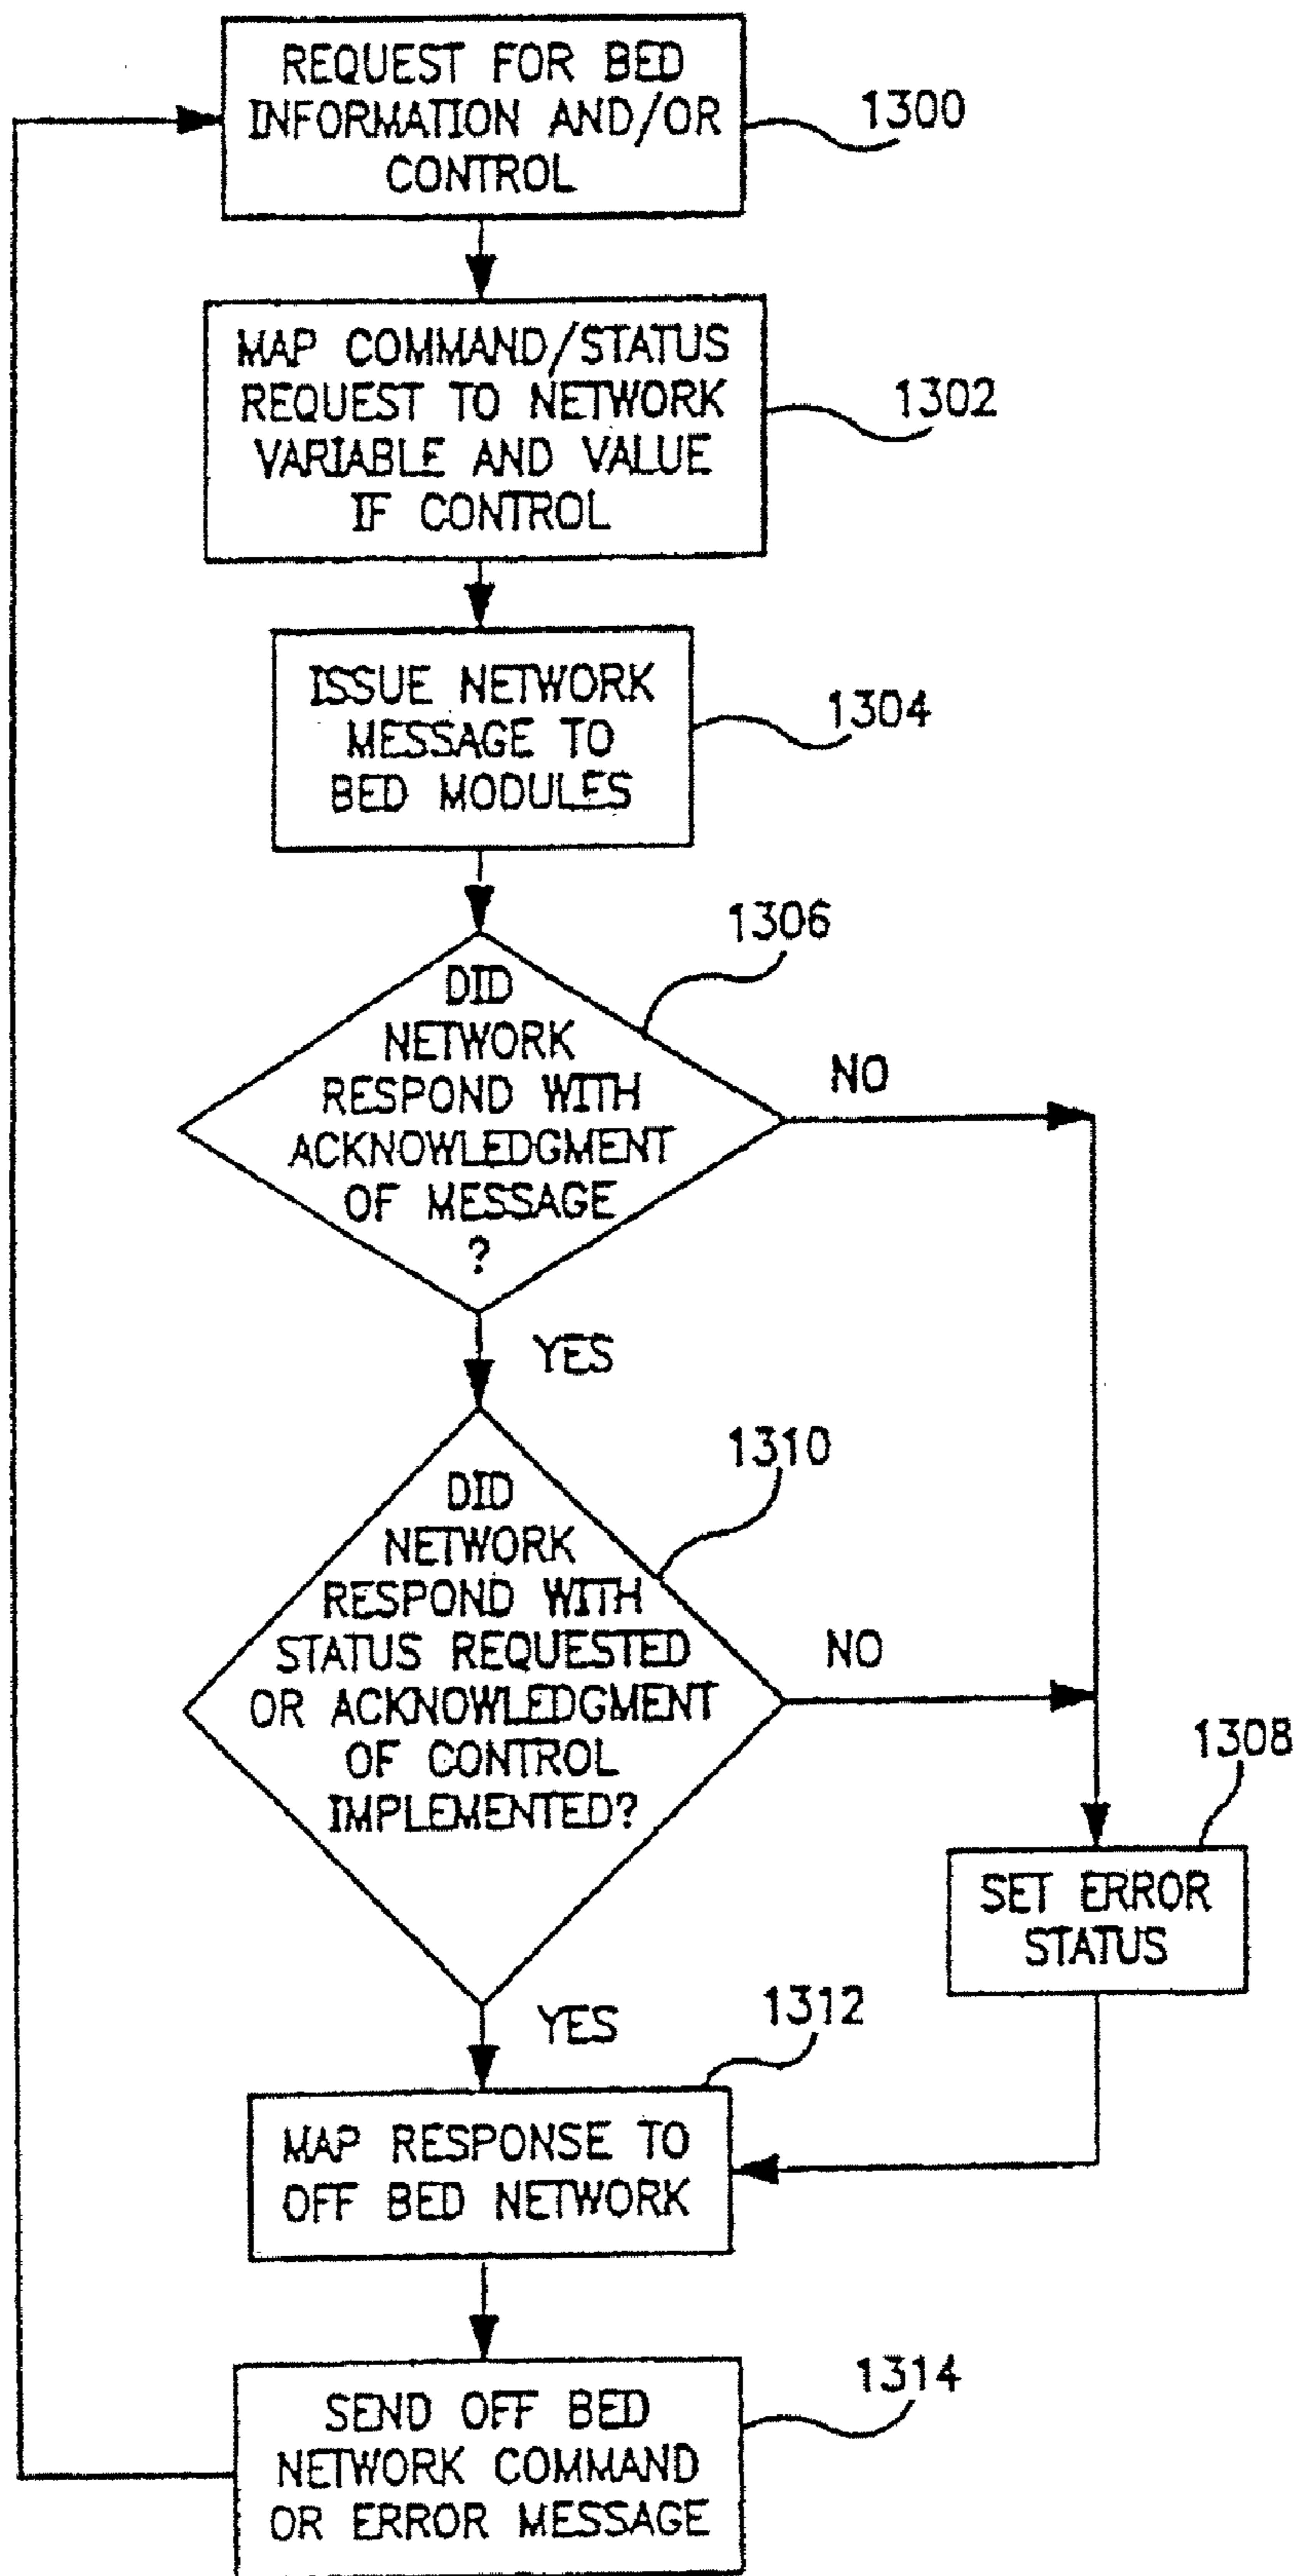 REQUEST FOR BED
INFORMATION AND/OR
CONTROL
1300
MAP COMMAND/STATUS
REQUEST TO NETWORK
VARIABLE AND VALUE
IF CONTROL
1302
ISSUE NETWORK
MESSAGE TO
BED MODULES
1304
1306
DID
NETWORK
RESPOND WITH
ACKNOWLEDGMENT
OF MESSAGE
?
NO
YES
1310
DID
NETWORK
RESPOND WITH
STATUS REQUESTED
OR ACKNOWLEDGMENT
OF CONTROL
IMPLEMENTED?
NO
1308
SET ERROR
STATUS
YES
1312
MAP RESPONSE TO
OFF BED NETWORK
1314
SEND OFF BED
NETWORK COMMAND
OR ERROR MESSAGE